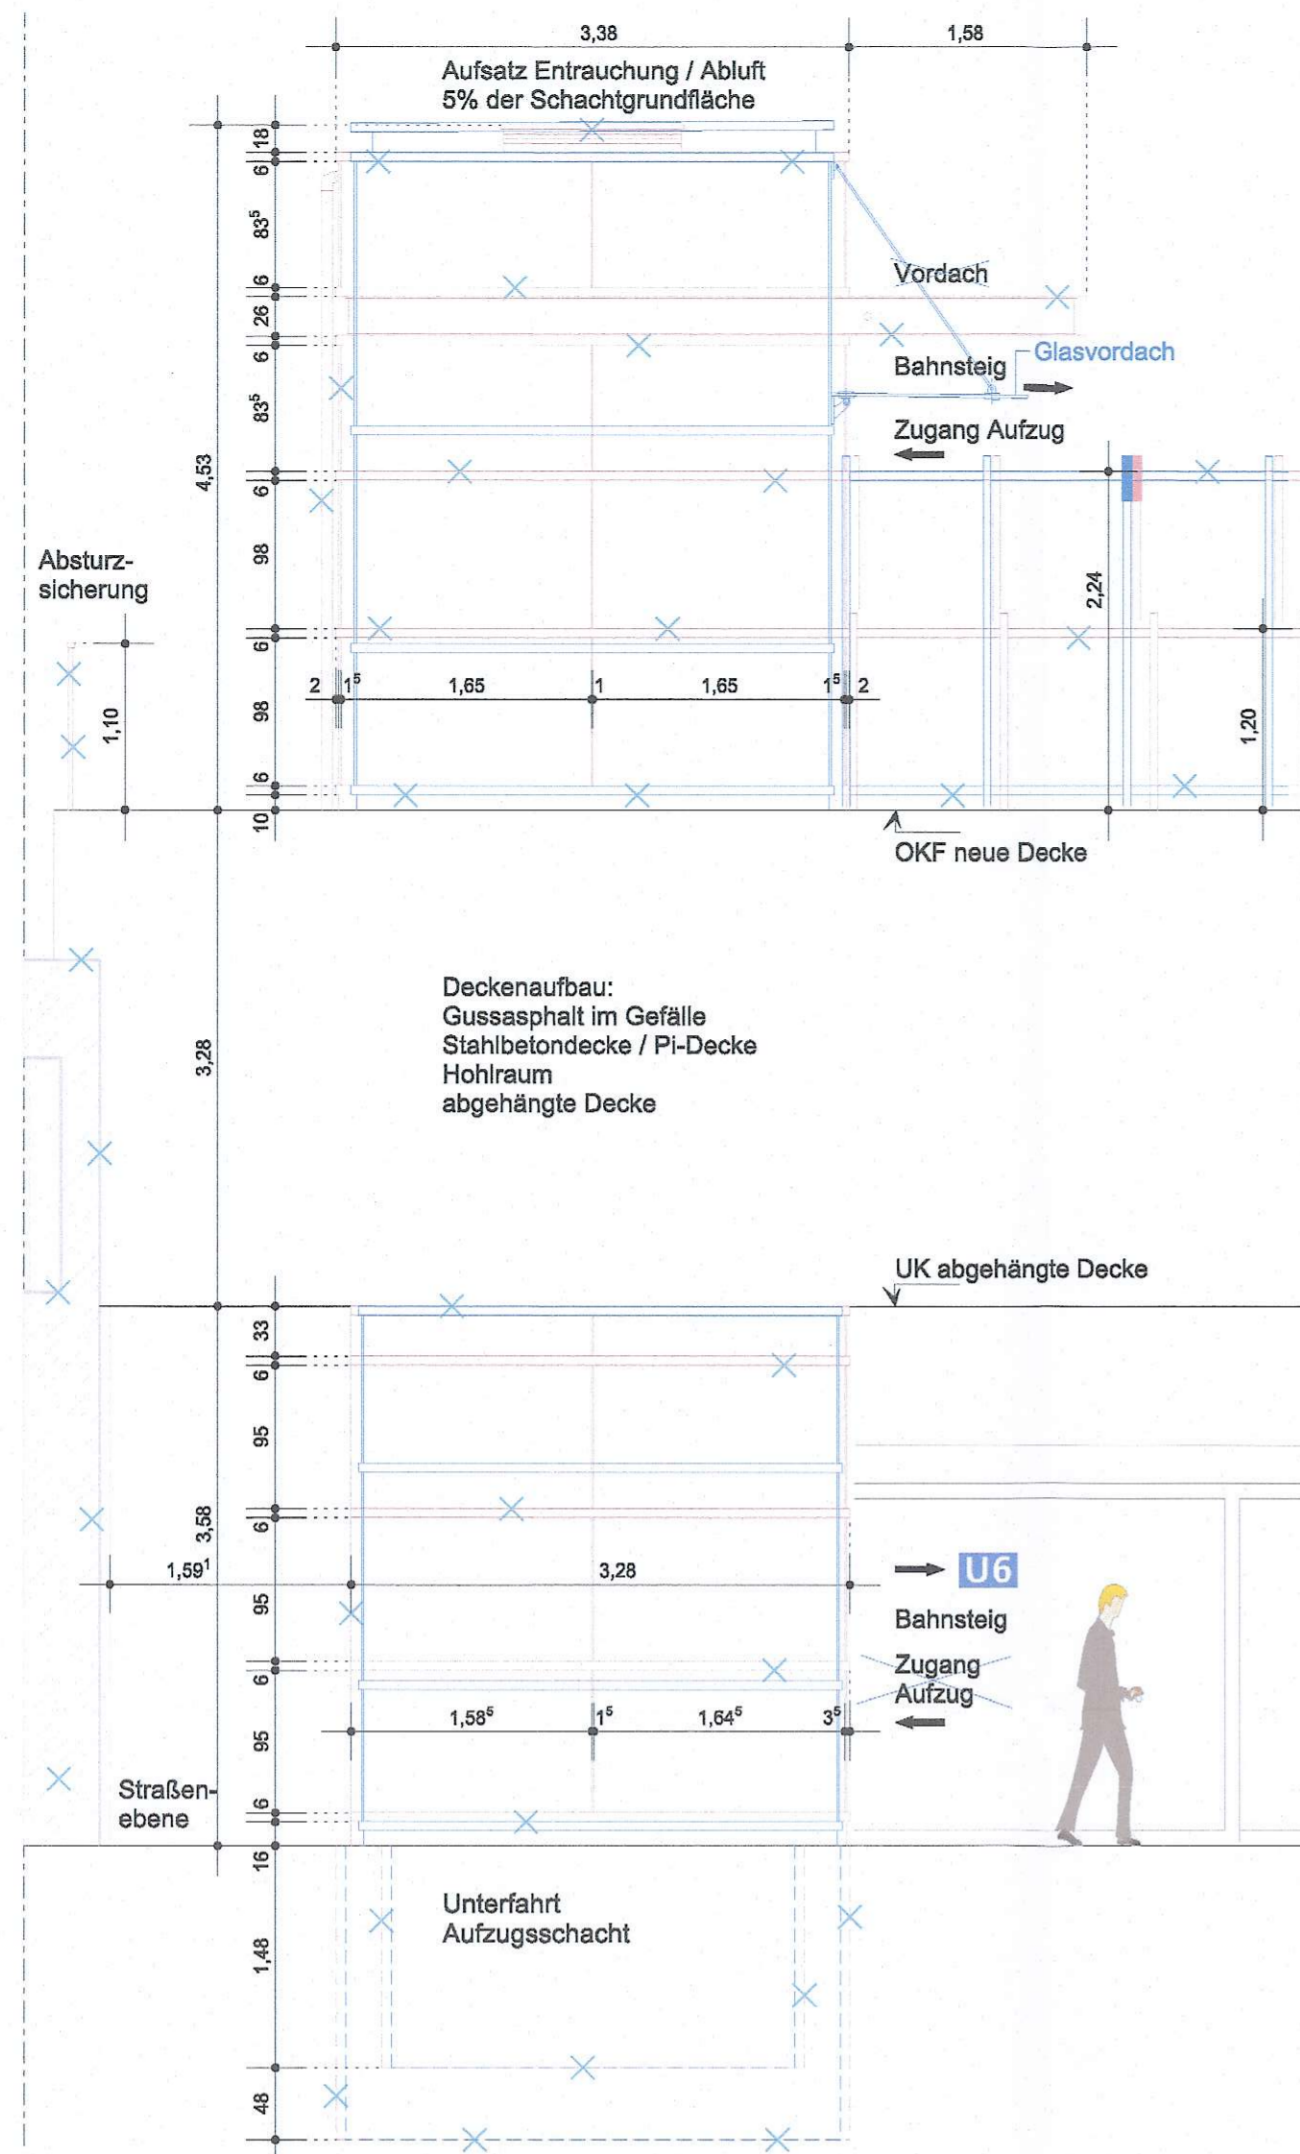 3,38
1,58
Aufsatz Entrauchung / Abluft
5% der Schachtgrundfläche
18
6
83⁵
Vordach
6
26
6
Bahnsteig
Glasvordach
83⁵
Zugang Aufzug
4,53
6
98
Absturz-
sicherung
2,24
6
2
1⁵
1,65
1
1,65
1⁵
2
98
1,10
1,20
6
10
OKF neue Decke
Deckenaufbau:
Gussasphalt im Gefälle
Stahlbetondecke / Pi-Decke
Hohlraum
abgehängte Decke
3,28
UK abgehängte Decke
33
6
95
3,58
6
1,59¹
3,28
U6
95
Bahnsteig
Zugang
Aufzug
6
1,58⁵
1⁵
1,64⁵
3⁵
95
Straßen-
ebene
6
16
Unterfahrt
Aufzugsschacht
1,48
48